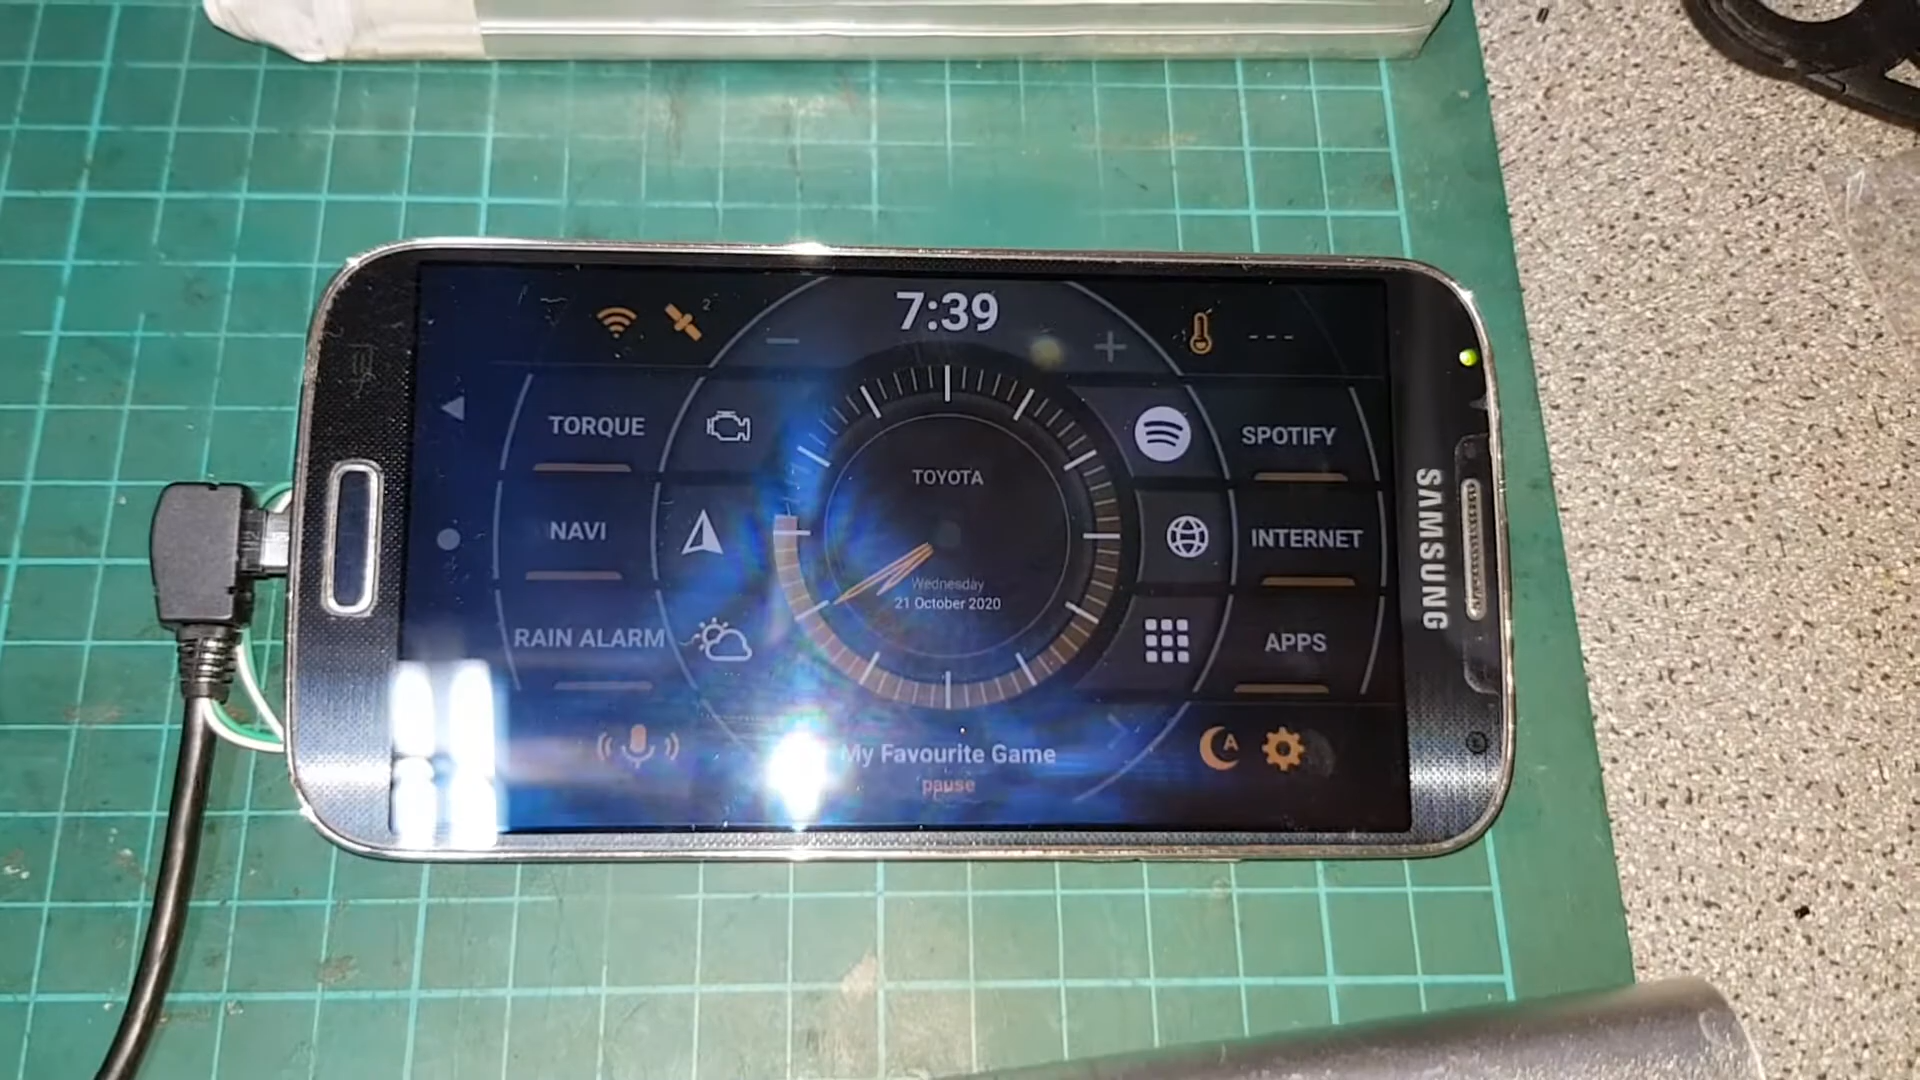 7:39
2
TORQUE
SPOTIFY
TOYOTA
NAVI
INTERNET
Wednesday
21 October 2020
RAIN ALARM
APPS
My Favourite Game
pause
A
SAMSUNG